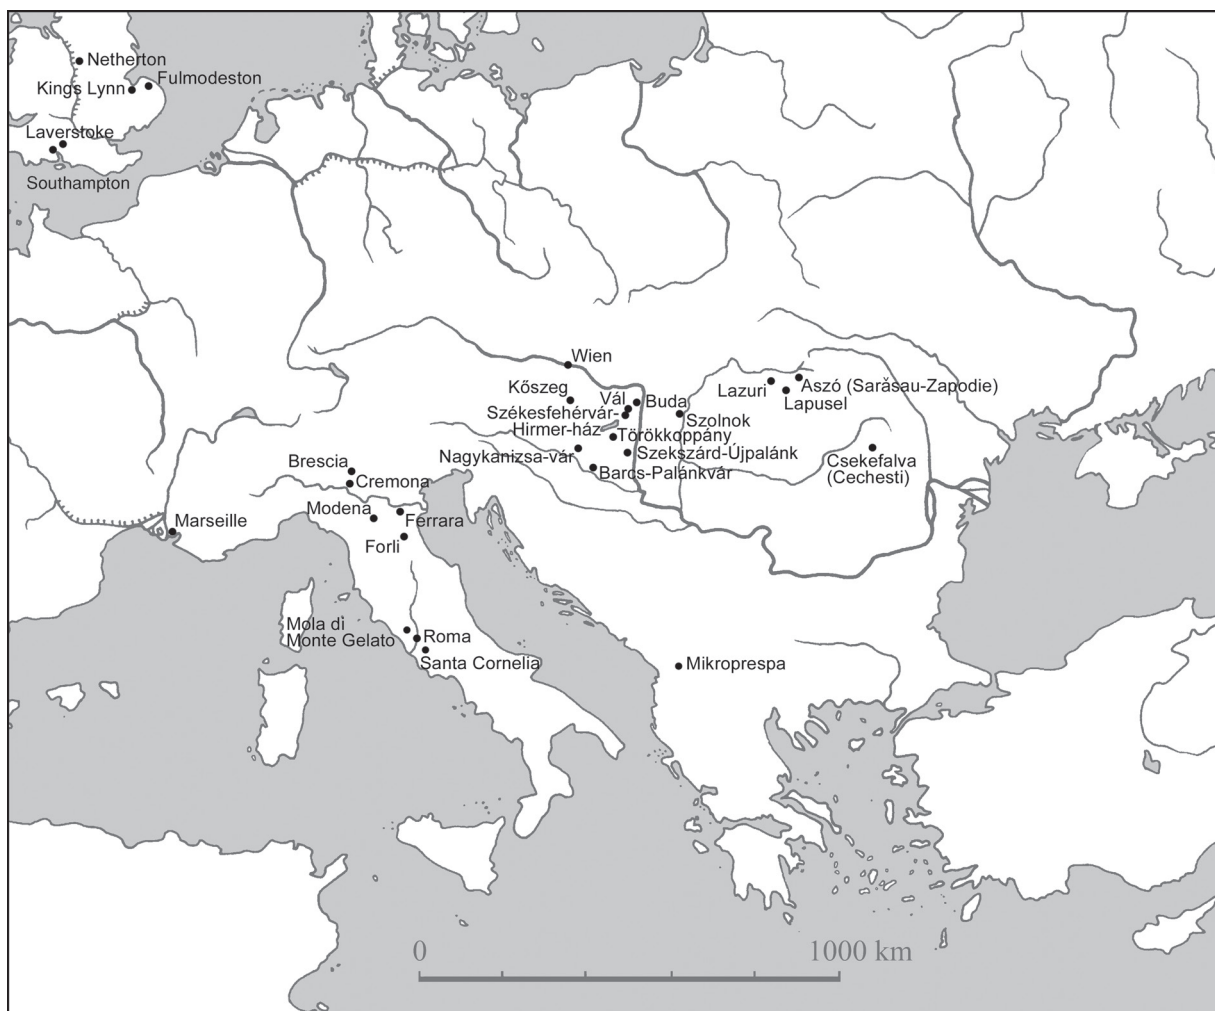 Netherton
Fulmodeston
Kings Lynn
Laverstoke
Southampton
Wien
Kőszeg
Vál
Buda
Székesfehérvár-
Hirmer-ház
Szolnok
Törökkoppány
Szekszárd-Újpalánk
Nagykanizsa-vár
Barcs-Palánkvár
Lazuri
Aszó (Sarăsau-Zapodie)
Lapusel
Csekefalva
(Cechesti)
Brescia
Cremona
Modena
Ferrara
Forli
Marseille
Mola di
Monte Gelato
Roma
Santa Cornelia
Mikroprespa
0
1000 km